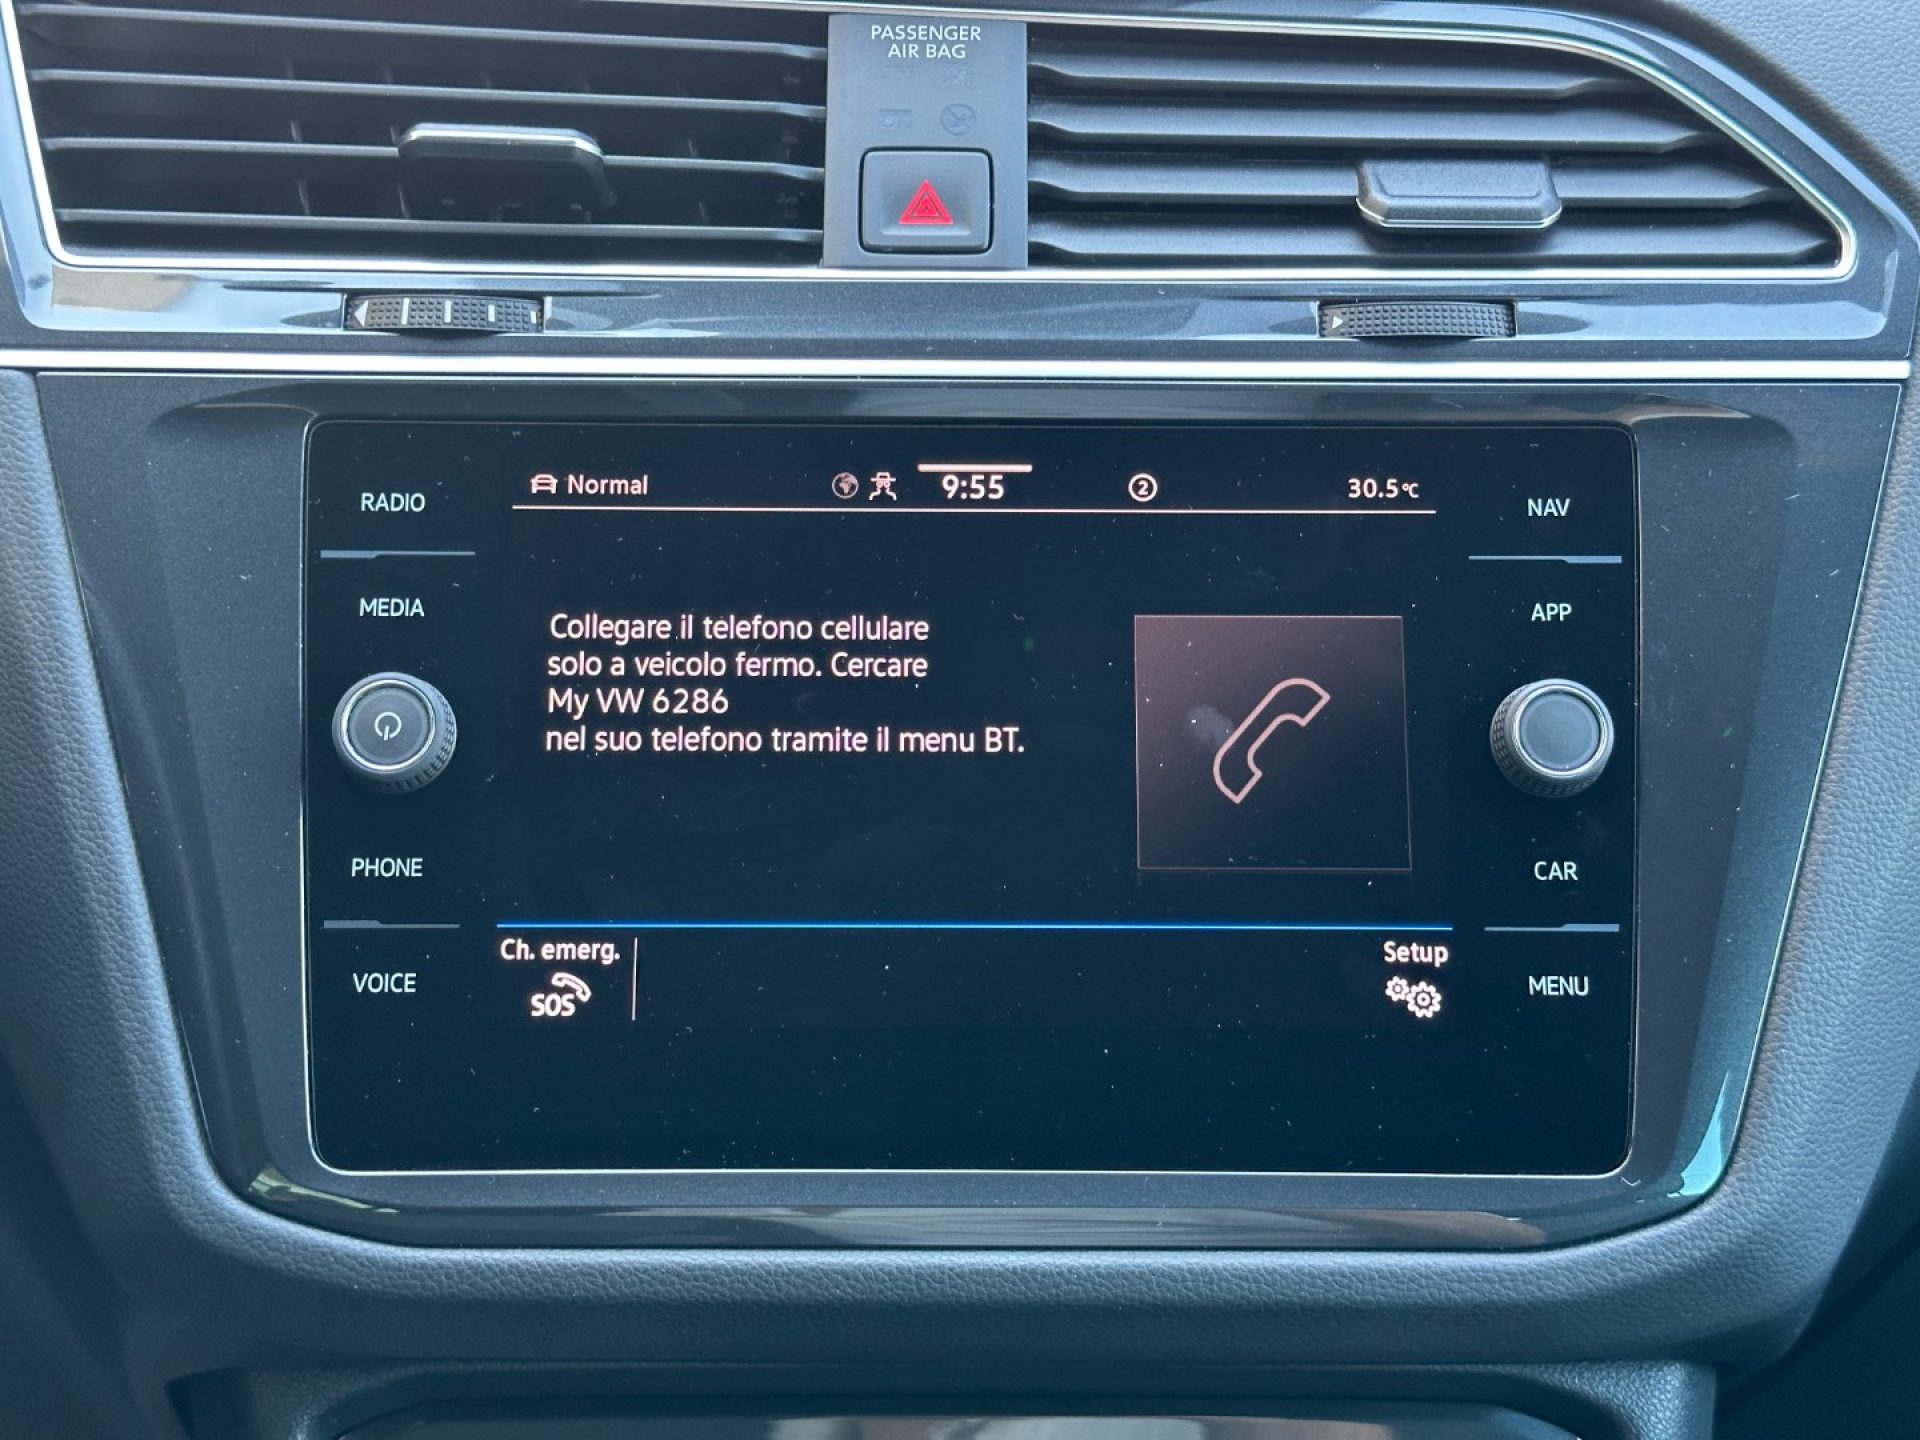 PASSENGER
AIR BAG
RADIO
MEDIA
PHONE
VOICE
Normal
9:55
2
30.5°C
Collegare il telefono cellulare
solo a veicolo fermo. Cercare
My VW 6286
nel suo telefono tramite il menu BT.
Ch. emerg.
SOS
Setup
NAV
APP
CAR
MENU